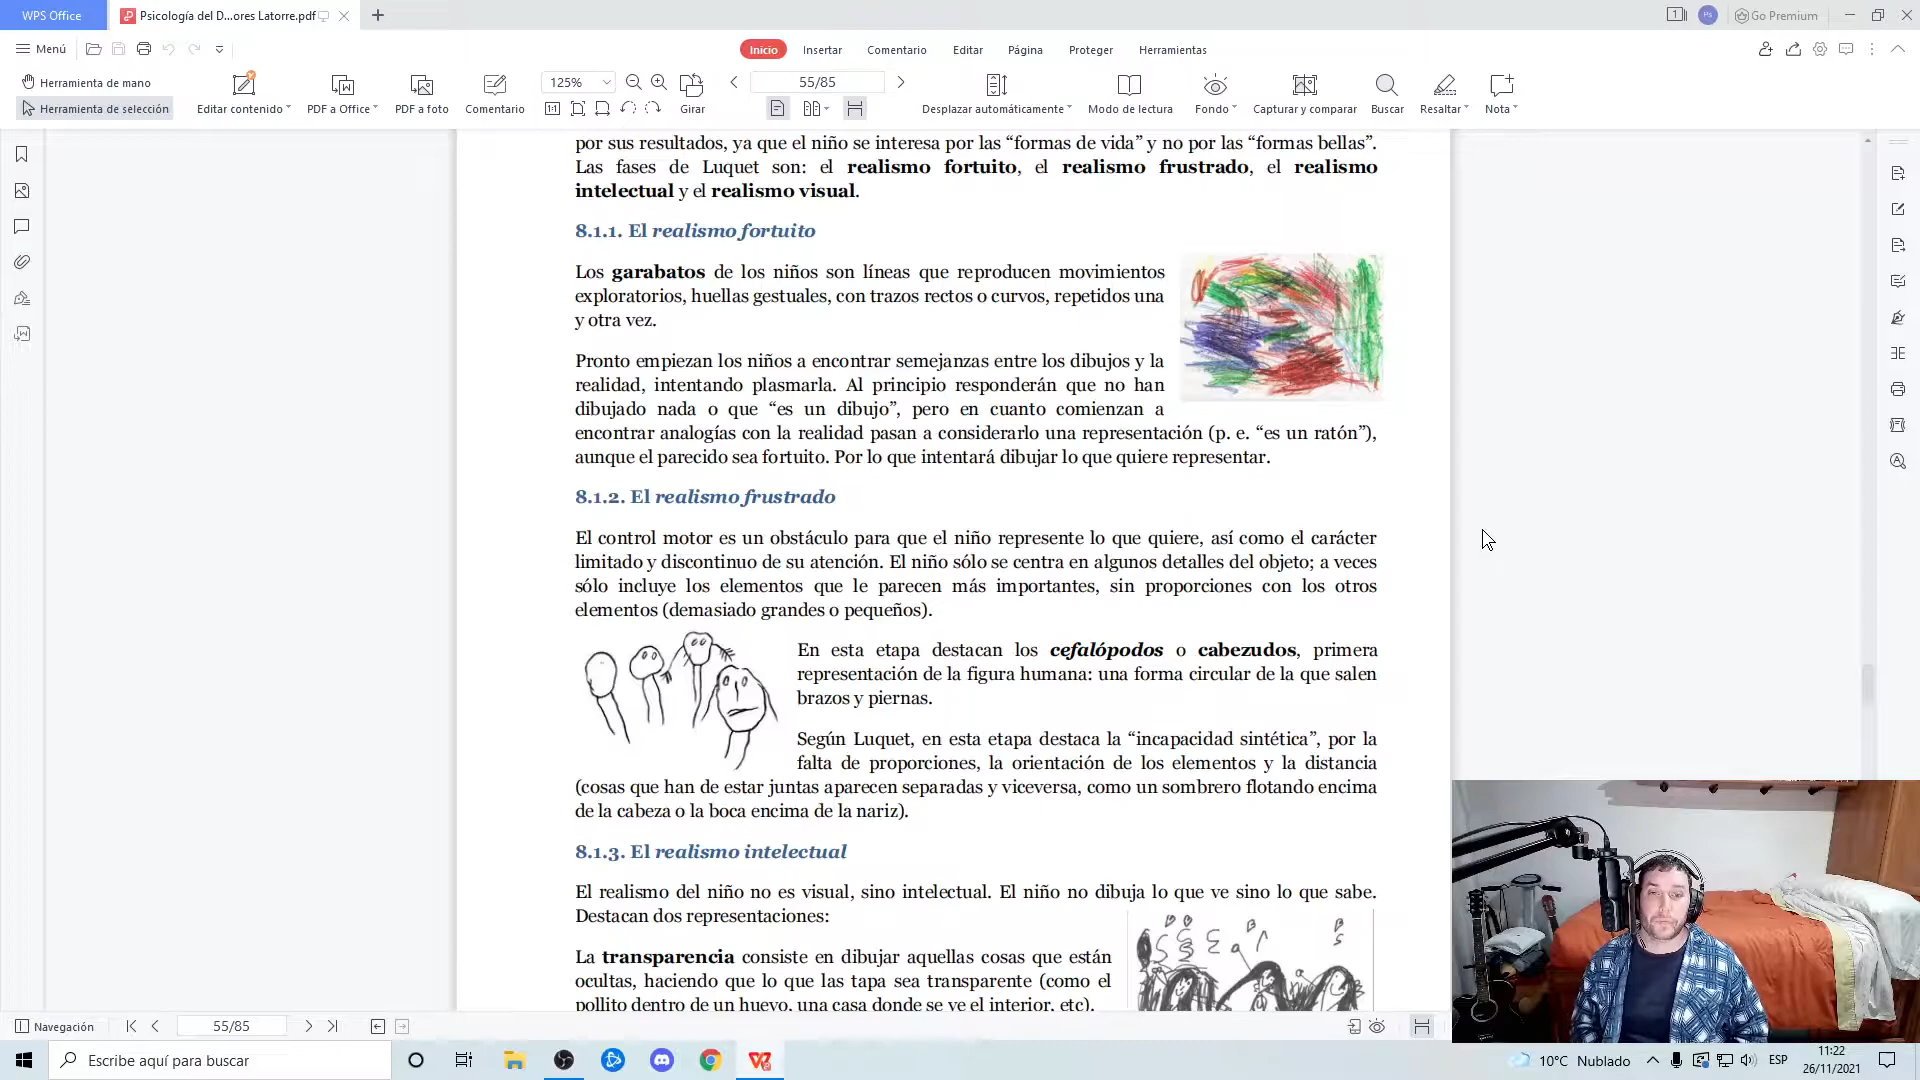 WPS Office
Psicología del D...ores Latorre.pdf
1
Ps
Go Premium
Menú
Inicio
Insertar
Comentario
Editar
Página
Proteger
Herramientas
Herramienta de mano
Herramienta de selección
Editar contenido
PDF a Office
PDF a foto
Comentario
125%
Girar
55/85
Desplazar automáticamente
Modo de lectura
Fondo
Capturar y comparar
Buscar
Resaltar
Nota
por sus resultados, ya que el niño se interesa por las “formas de vida” y no por las “formas bellas”.
Las fases de Luquet son: el realismo fortuito, el realismo frustrado, el realismo
intelectual y el realismo visual.
8.1.1. El realismo fortuito
Los garabatos de los niños son líneas que reproducen movimientos
exploratorios, huellas gestuales, con trazos rectos o curvos, repetidos una
y otra vez.
Pronto empiezan los niños a encontrar semejanzas entre los dibujos y la
realidad, intentando plasmarla. Al principio responderán que no han
dibujado nada o que “es un dibujo”, pero en cuanto comienzan a
encontrar analogías con la realidad pasan a considerarlo una representación (p. e. “es un ratón”),
aunque el parecido sea fortuito. Por lo que intentará dibujar lo que quiere representar.
8.1.2. El realismo frustrado
El control motor es un obstáculo para que el niño represente lo que quiere, así como el carácter
limitado y discontinuo de su atención. El niño sólo se centra en algunos detalles del objeto; a veces
sólo incluye los elementos que le parecen más importantes, sin proporciones con los otros
elementos (demasiado grandes o pequeños).
En esta etapa destacan los cefalópodos o cabezudos, primera
representación de la figura humana: una forma circular de la que salen
brazos y piernas.
Según Luquet, en esta etapa destaca la “incapacidad sintética”, por la
falta de proporciones, la orientación de los elementos y la distancia
(cosas que han de estar juntas aparecen separadas y viceversa, como un sombrero flotando encima
de la cabeza o la boca encima de la nariz).
8.1.3. El realismo intelectual
El realismo del niño no es visual, sino intelectual. El niño no dibuja lo que ve sino lo que sabe.
Destacan dos representaciones:
La transparencia consiste en dibujar aquellas cosas que están
ocultas, haciendo que lo que las tapa sea transparente (como el
pollito dentro de un huevo, una casa donde se ve el interior, etc).
Navegación
55/85
Escribe aquí para buscar
10°C Nublado
ESP
11:22
26/11/2021